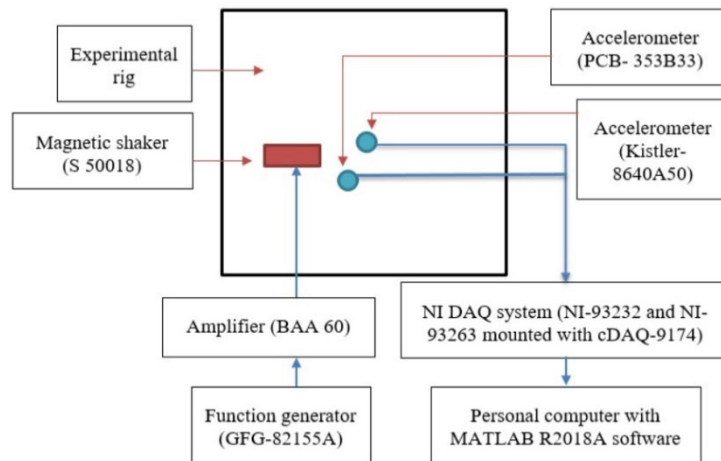 Experimental
rig
Accelerometer
(PCB- 353B33)
Magnetic shaker
(S 50018)
Accelerometer
(Kistler-
8640A50)
Amplifier (BAA 60)
NI DAQ system (NI-93232 and NI-
93263 mounted with cDAQ-9174)
Function generator
(GFG-82155A)
Personal computer with
MATLAB R2018A software